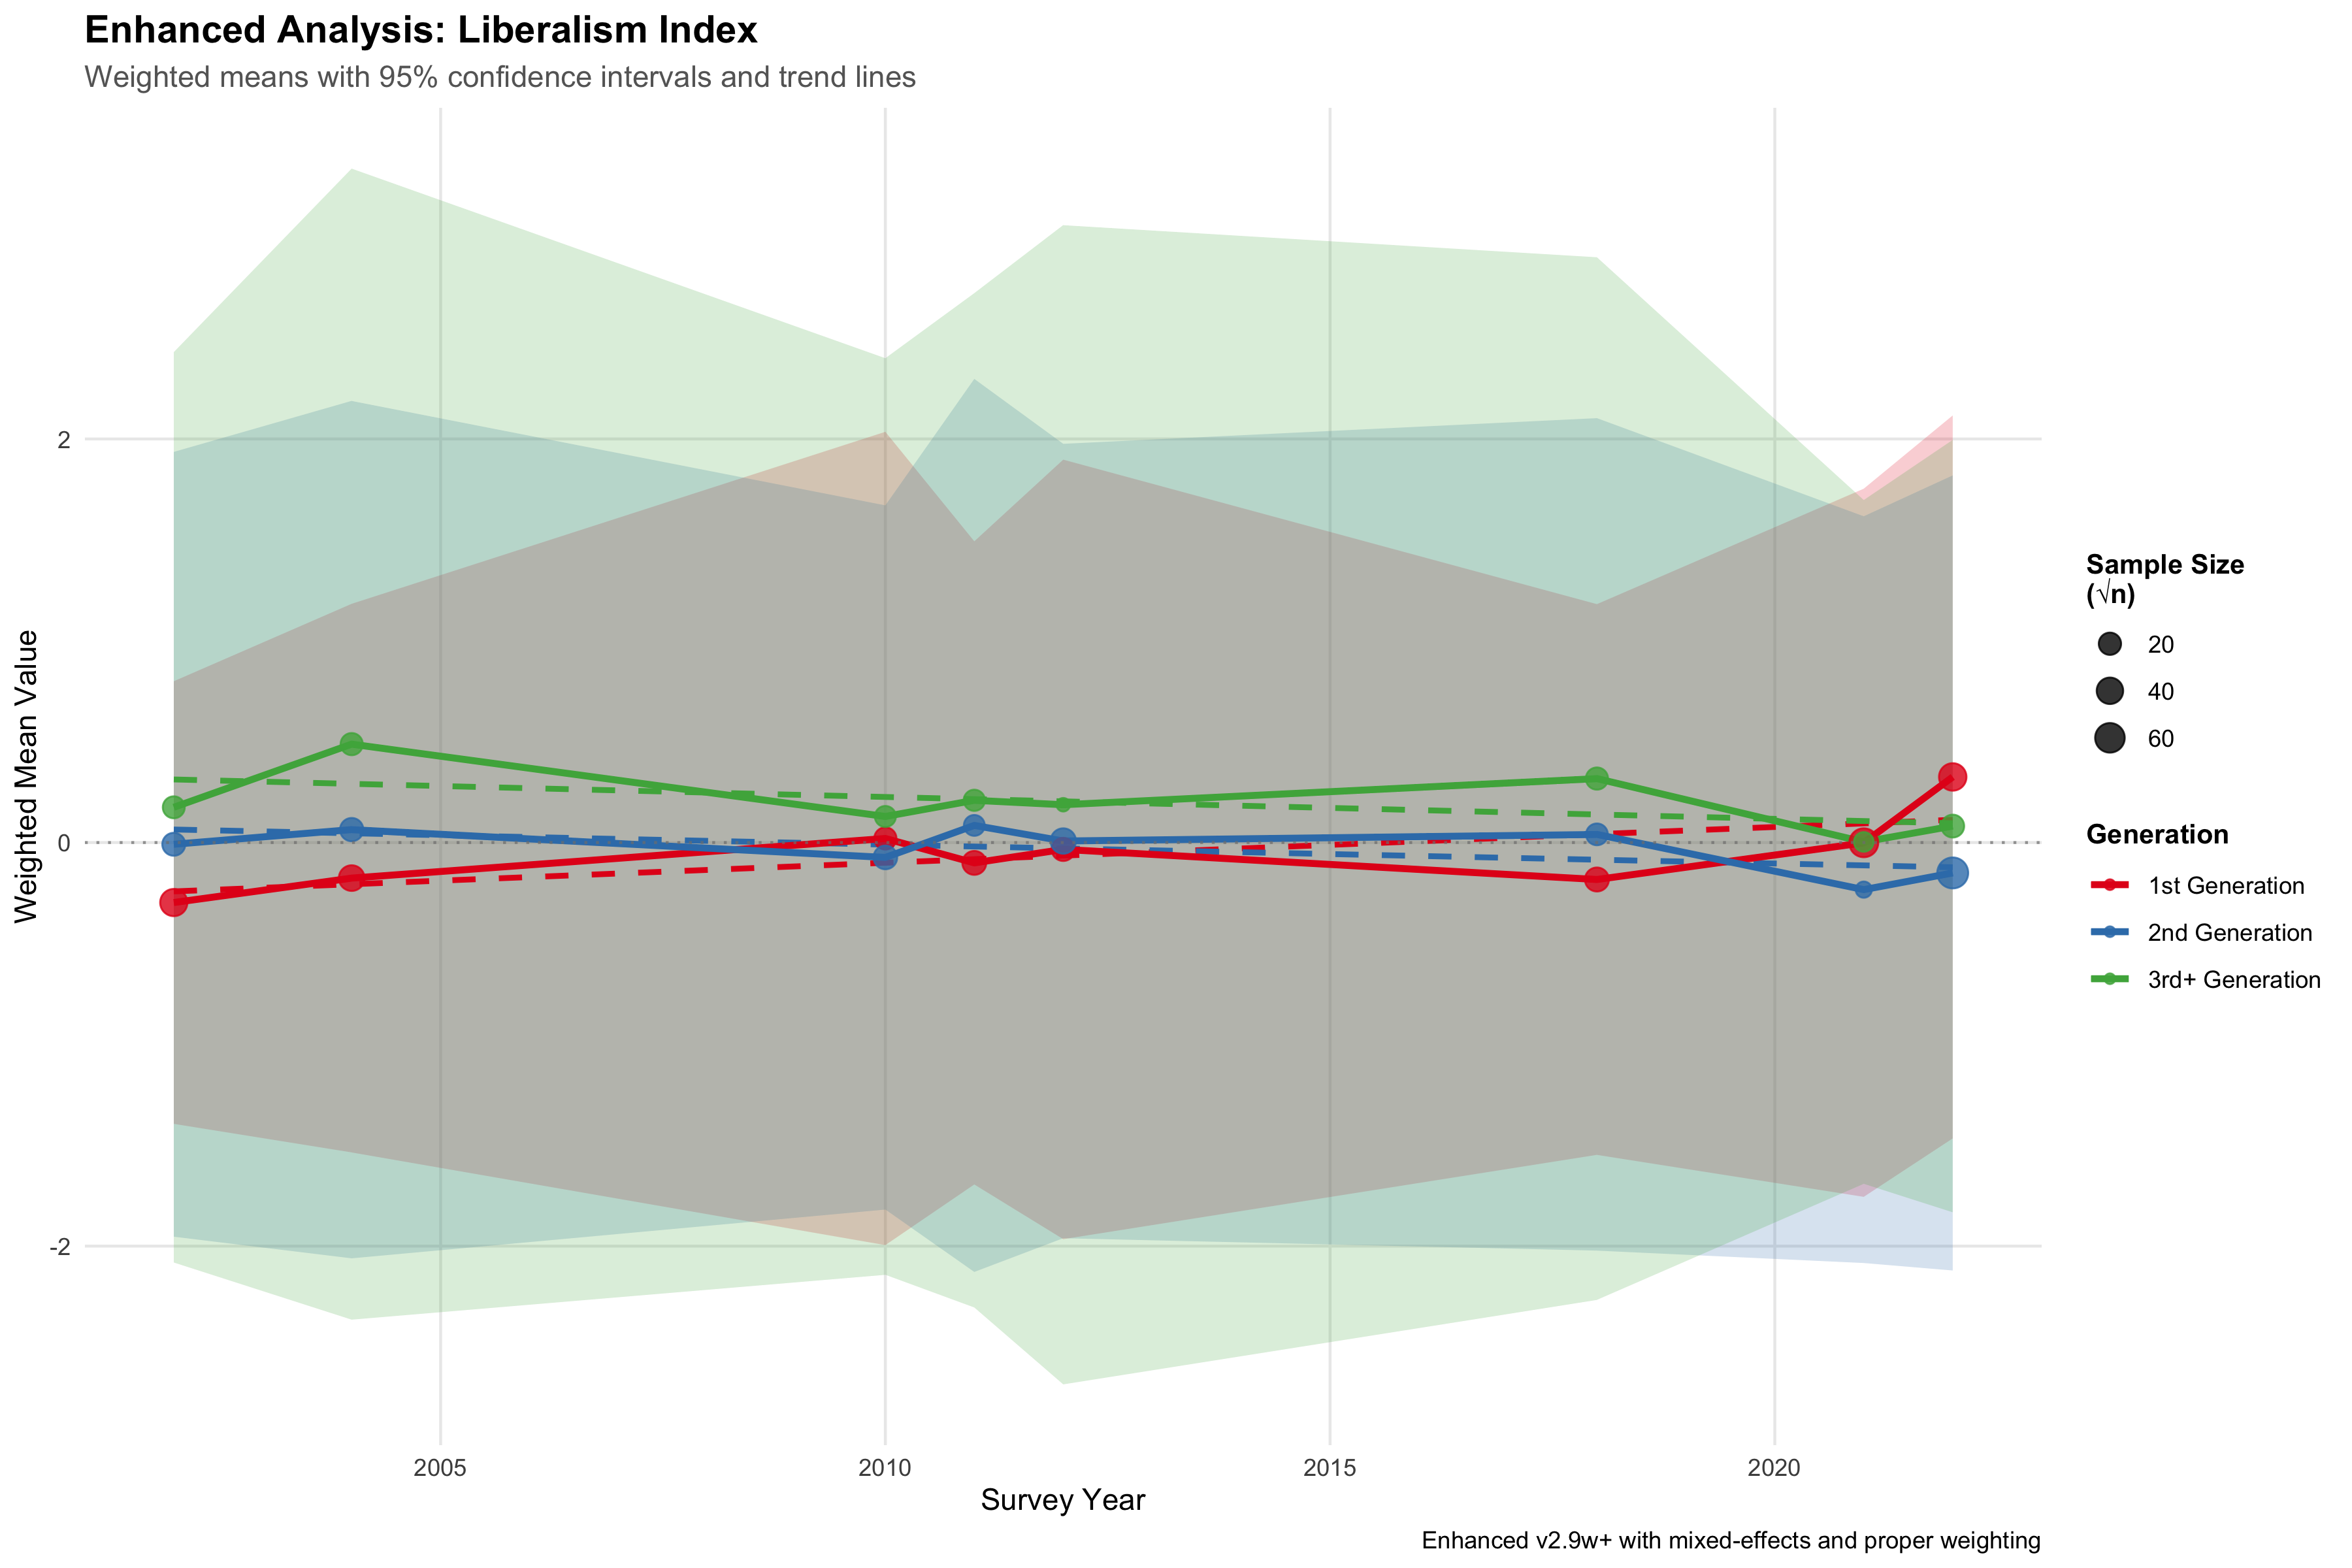 Enhanced Analysis: Liberalism Index
Weighted means with 95% confidence intervals and trend lines
Weighted Mean Value
2
0
-2
2005
2010
2015
2020
Survey Year
Sample Size
(√n)
20
40
60
Generation
1st Generation
2nd Generation
3rd+ Generation
Enhanced v2.9w+ with mixed-effects and proper weighting